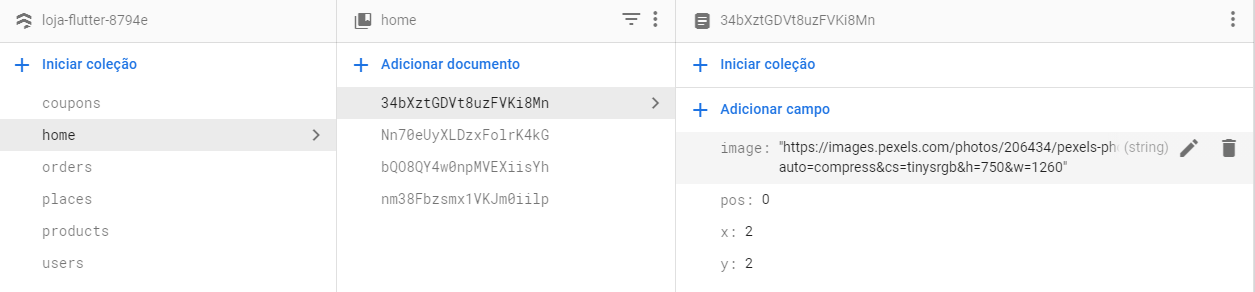 loja-flutter-8794e
home
34bXztGDVt8uzFVKi8Mn
Iniciar coleção
Adicionar documento
Iniciar coleção
coupons
home
orders
places
products
users
34bXztGDVt8uzFVKi8Mn
Nn70eUyXLDzxFolrK4kG
bQO8QY4w0npMVEXiisYh
nm38Fbzsmx1VKJm0iilp
Adicionar campo
image: "https://images.pexels.com/photos/206434/pexels-ph (string)
auto=compress&cs=tinysrgb&h=750&w=1260"
pos: 0
x: 2
y: 2